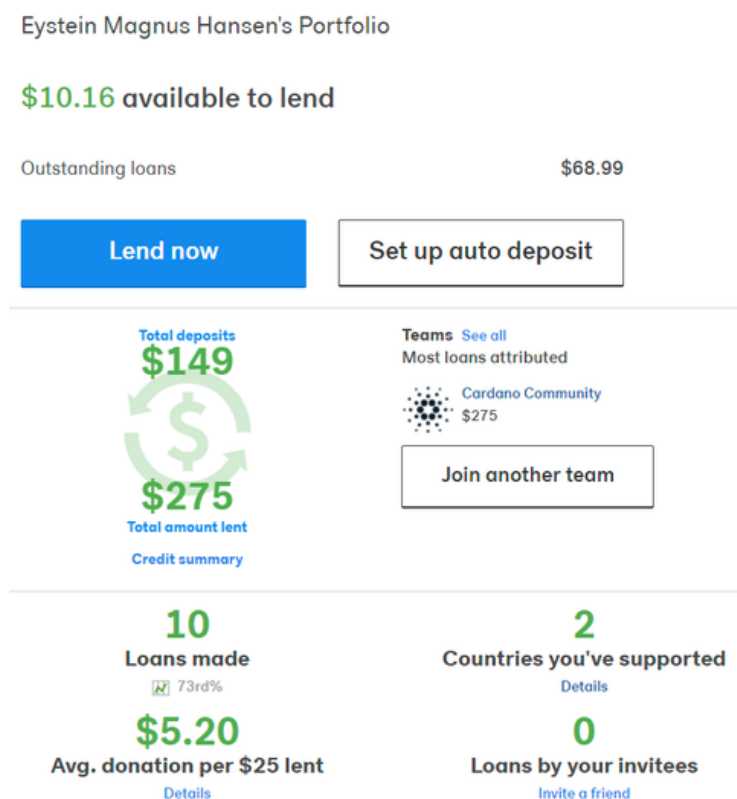 Eystein Magnus Hansen's Portfolio
$10.16 available to lend
Outstanding loans $68.99
Lend now
Set up auto deposit
Total deposits
$149
$
$275
Total amount lent
Credit summary
Teams See all
Most loans attributed
Cardano Community
$275
Join another team
10
Loans made
73rd%
2
Countries you've supported
Details
$5.20
Avg. donation per $25 lent
Details
0
Loans by your invitees
Invite a friend